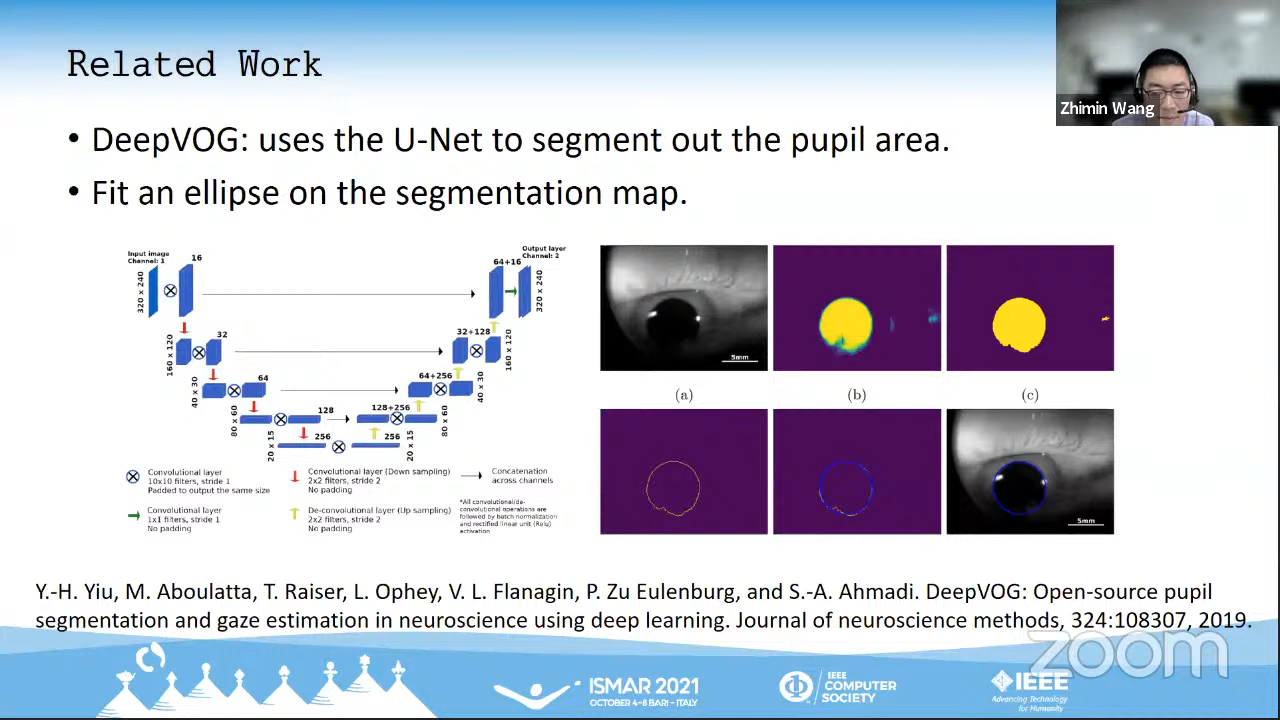 Related Work
Zhimin Wang
• DeepVOG: uses the U-Net to segment out the pupil area.
• Fit an ellipse on the segmentation map.
Input image
Channel: 1
16
320 x 240
64+16
Output layer
Channel: 2
320 x 240
32
160 x 120
32+128
160 x 120
64
40 x 30
64+256
40 x 30
128
80 x 60
128+256
80 x 60
256
20 x 15
256
20 x 15
Convolutional layer
10x10 filters, stride 1
Padded to output the same size
Convolutional layer (Down sampling)
2x2 filters, stride 2
No padding
Concatenation
across channels
Convolutional layer
1x1 filters, stride 1
No padding
De-convolutional layer (Up sampling)
2x2 filters, stride 2
No padding
*All convolutional/de-
convolutional operations are
followed by batch normalization
and rectified linear unit (Relu)
activation
5mm
(a)
(b)
(c)
5mm
Y.-H. Yiu, M. Aboulatta, T. Raiser, L. Ophey, V. L. Flanagin, P. Zu Eulenburg, and S.-A. Ahmadi. DeepVOG: Open-source pupil
segmentation and gaze estimation in neuroscience using deep learning. Journal of neuroscience methods, 324:108307, 2019.
zoom
ISMAR 2021
OCTOBER 4-8 BARI - ITALY
IEEE
COMPUTER
SOCIETY
IEEE
Advancing Technology
for Humanity